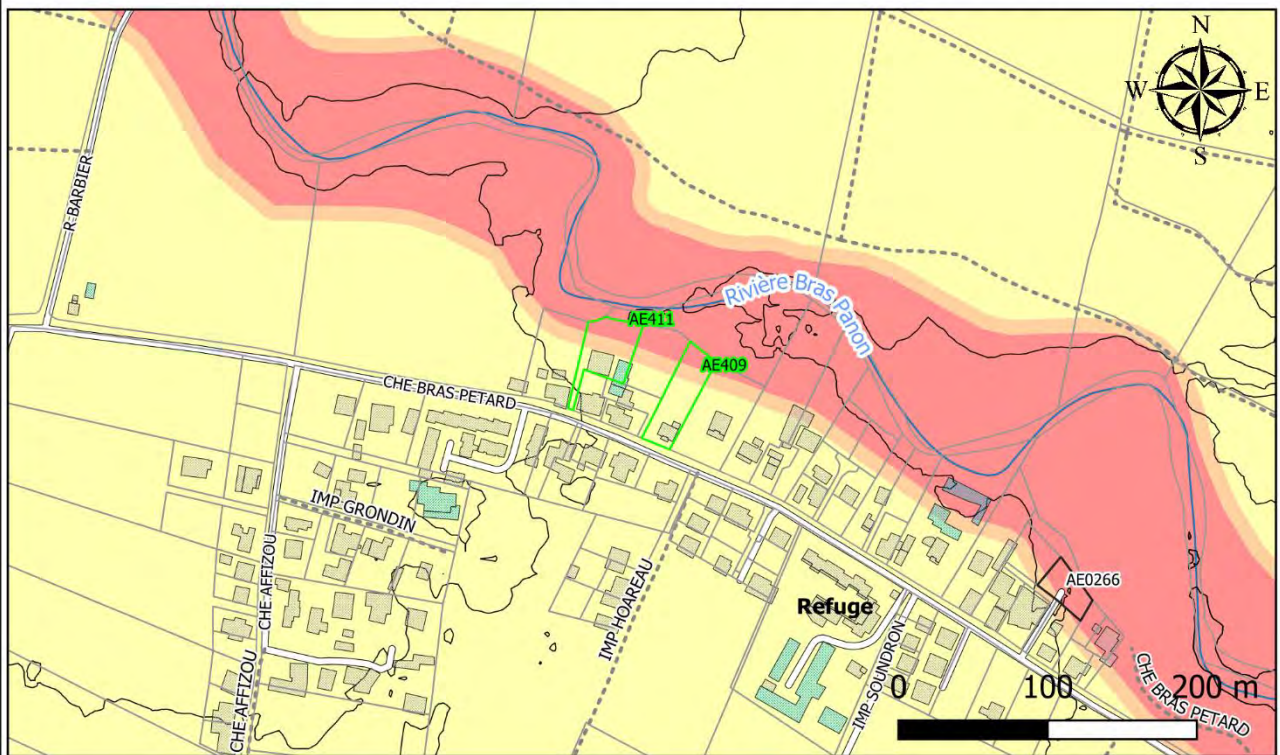 N
W E
S
R BARBIER
Rivière Bras Panon
AE411
AE409
CHE BRAS PETARD
IMP GRONDIN
CHE AFFIZOU
IMP HOAREAU
Refuge
AE0266
CHE AFFIZOU
IMP SOUNDRON
CHE BRAS PETARD
0 100 200 m